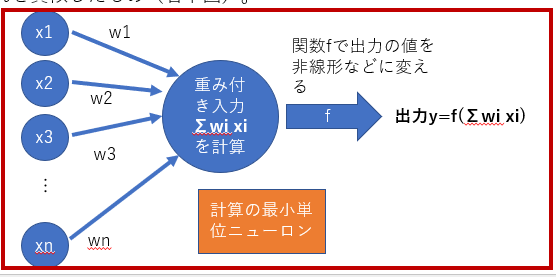 x1
w1
x2
w2
x3
w3
⋮
xn
wn
重み付
き入力
Σwi xi
を計算
関数fで出力の値を
非線形などに変え
る
f
出力y=f(Σwi xi)
計算の最小単
位ニューロン